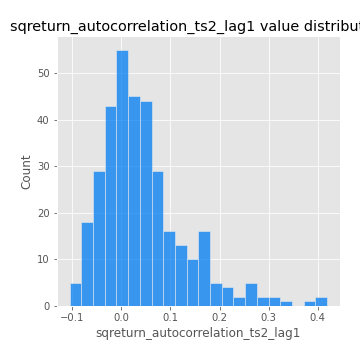 sqreturn_autocorrelation_ts2_lag1 value distribut
Count
50
40
30
20
10
0
−0.1 0.0 0.1 0.2 0.3 0.4
sqreturn_autocorrelation_ts2_lag1